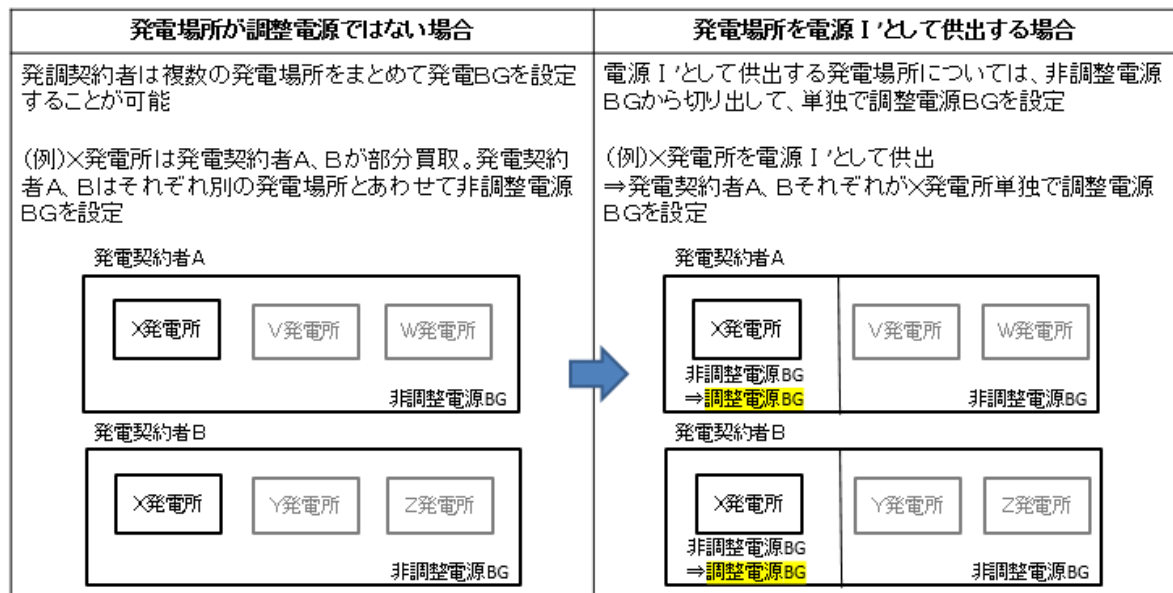 発電場所が調整電源ではない場合
発調契約者は複数の発電場所をまとめて発電BGを設定
することが可能
(例)X発電所は発電契約者A、Bが部分買取。発電契約
者A、Bはそれぞれ別の発電場所とあわせて非調整電源
BGを設定
発電契約者A
X発電所
V発電所
W発電所
非調整電源BG
発電契約者B
X発電所
Y発電所
Z発電所
非調整電源BG
発電場所を電源Ⅰ’として供出する場合
電源Ⅰ’として供出する発電場所については、非調整電源
BGから切り出して、単独で調整電源BGを設定
(例)X発電所を電源Ⅰ’として供出
⇒発電契約者A、BそれぞれがX発電所単独で調整電源
BGを設定
発電契約者A
X発電所
非調整電源BG
⇒調整電源BG
V発電所
W発電所
非調整電源BG
発電契約者B
X発電所
非調整電源BG
⇒調整電源BG
Y発電所
Z発電所
非調整電源BG